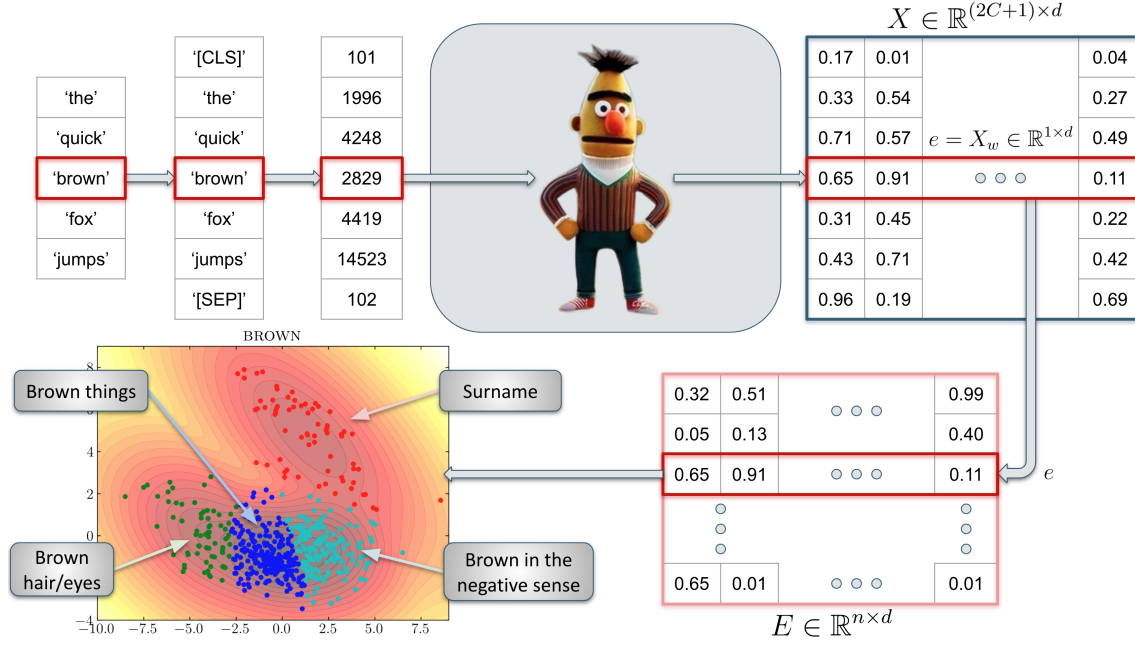 X ∈ ℝ^{(2C+1)×d}
‘the’
‘quick’
‘brown’
‘fox’
‘jumps’
‘[CLS]’
‘the’
‘quick’
‘brown’
‘fox’
‘jumps’
‘[SEP]’
101
1996
4248
2829
4419
14523
102
0.17 0.01 0.04
0.33 0.54 0.27
0.71 0.57 e = X_w ∈ ℝ^{1×d} 0.49
0.65 0.91 0.11
0.31 0.45 0.22
0.43 0.71 0.42
0.96 0.19 0.69
BROWN
Brown things
Surname
Brown
hair/eyes
Brown in the
negative sense
8
6
4
2
0
−4
−10.0 −7.5 −5.0 −2.5 0.0 2.5 5.0 7.5
0.32 0.51 0.99
0.05 0.13 0.40
0.65 0.91 0.11
e
0.65 0.01 0.01
E ∈ ℝ^{n×d}